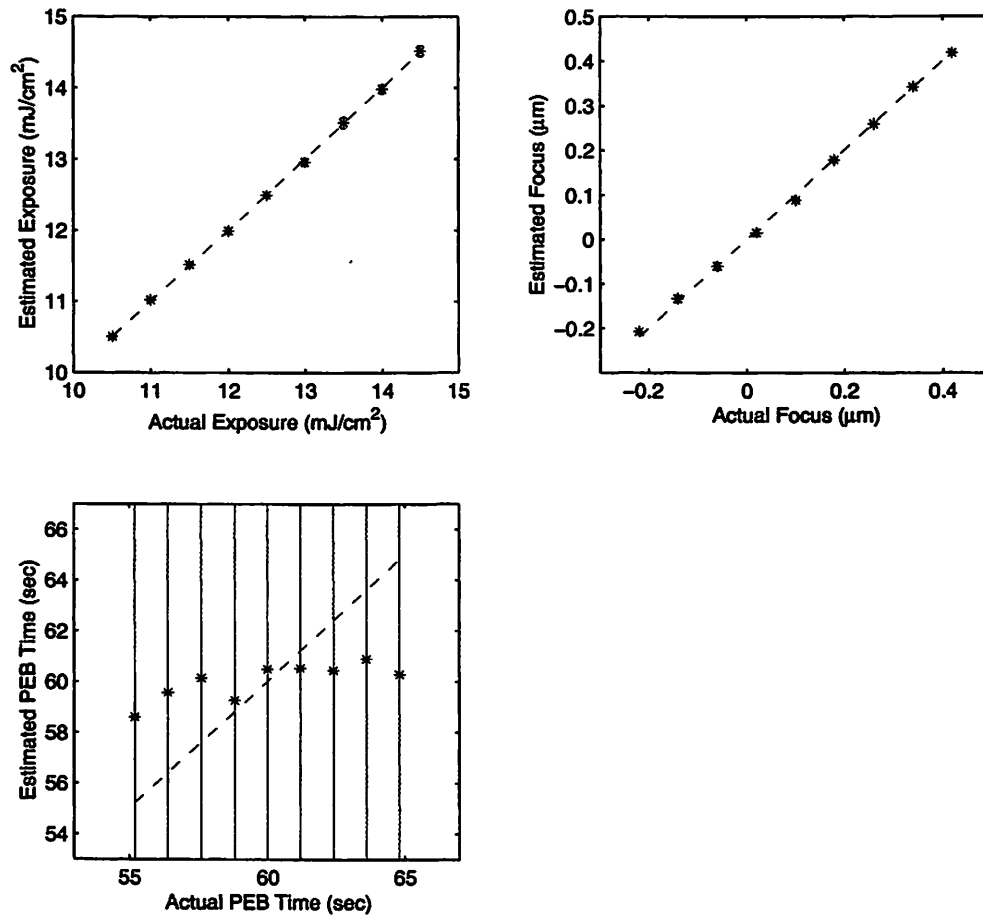 15
14
13
12
11
10
Estimated Exposure (mJ/cm²)
10 11 12 13 14 15
Actual Exposure (mJ/cm²)
0.5
0.4
0.3
0.2
0.1
0
−0.1
−0.2
Estimated Focus (μm)
−0.2 0 0.2 0.4
Actual Focus (μm)
66
64
62
60
58
56
54
Estimated PEB Time (sec)
55 60 65
Actual PEB Time (sec)